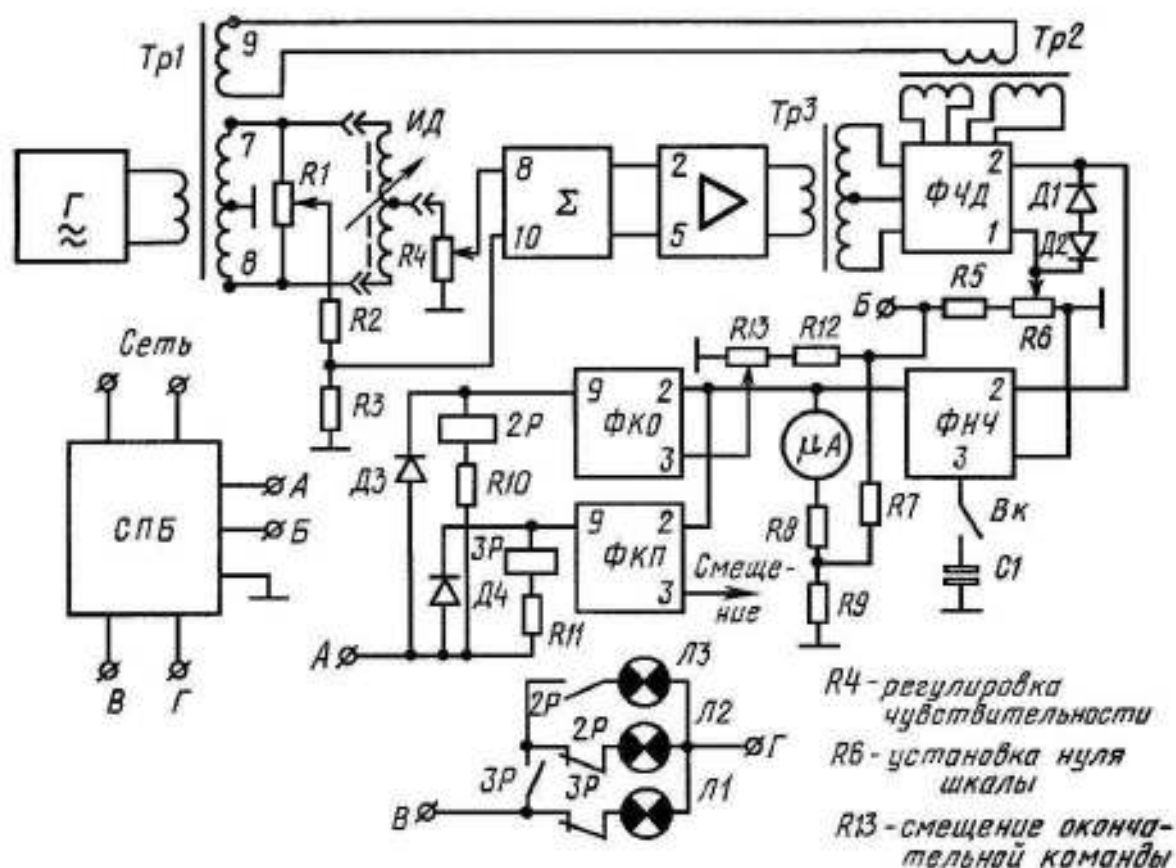 9
Тр2
Тр1
Тр3
ИД
7
Г
R1
8
2
2
Д1
Σ
ФЧД
10
5
1
8
R4
Д2
R5
Б
R2
R13
R12
R6
Сеть
R3
9
2
2
2Р
ФКО
μА
ФНЧ
3
3
Д3
R10
А
R7
Вк
СПБ
Б
9
2
R8
3Р
ФКП
С1
Смеще-
3
Д4
ние
R9
R11
А
Л3
В
Г
R4 - регулировка
чувствительности
2Р
Л2
2Р
Г
R6 - установка нуля
шкалы
3Р
3Р
Л1
В
R13 - смещение оконча-
тельной команды